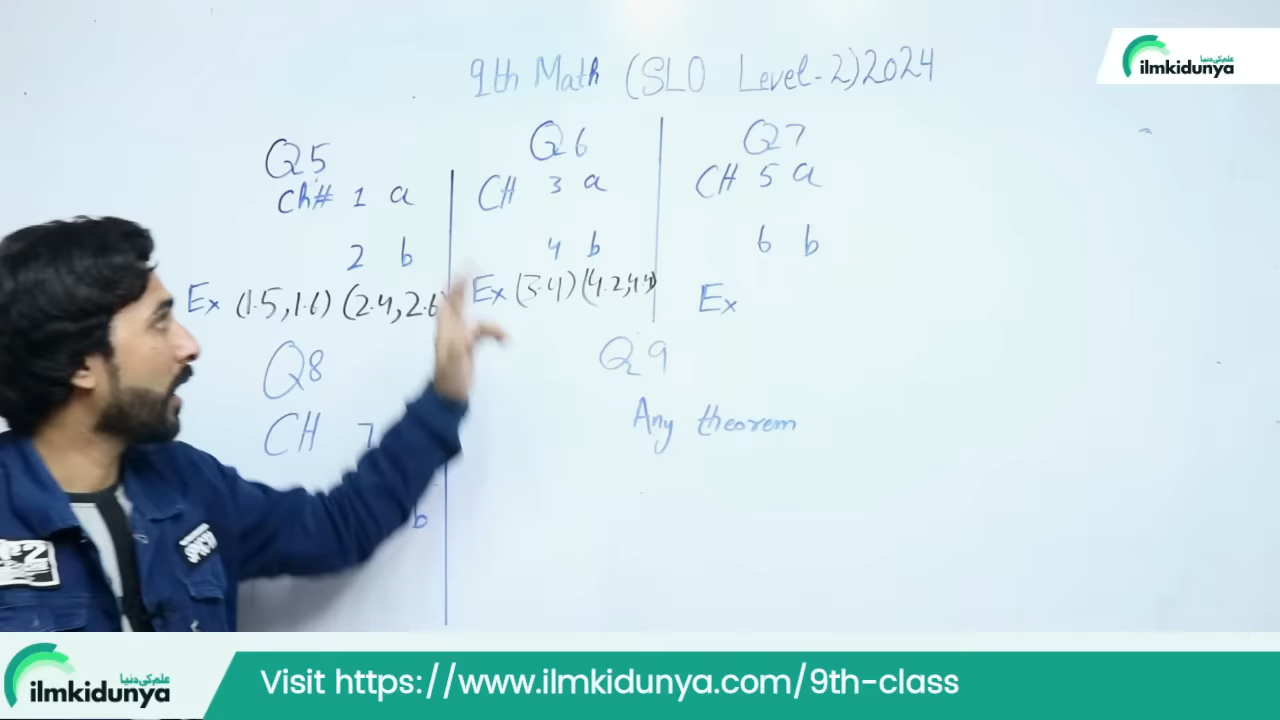 9th Math (SLO Level-2) 2024
Q5
Ch# 1 a
2 b
Ex (1.5, 1.6) (2.4, 2.6)
Q6
CH 3 a
4 b
Ex (3.4) (4.2, 4.4)
Q7
CH 5 a
6 b
Ex
Q8
CH 7
b
Q9
Any theorem
علم کی دنیا
ilmkidunya
علم کی دنیا
ilmkidunya
Visit https://www.ilmkidunya.com/9th-class